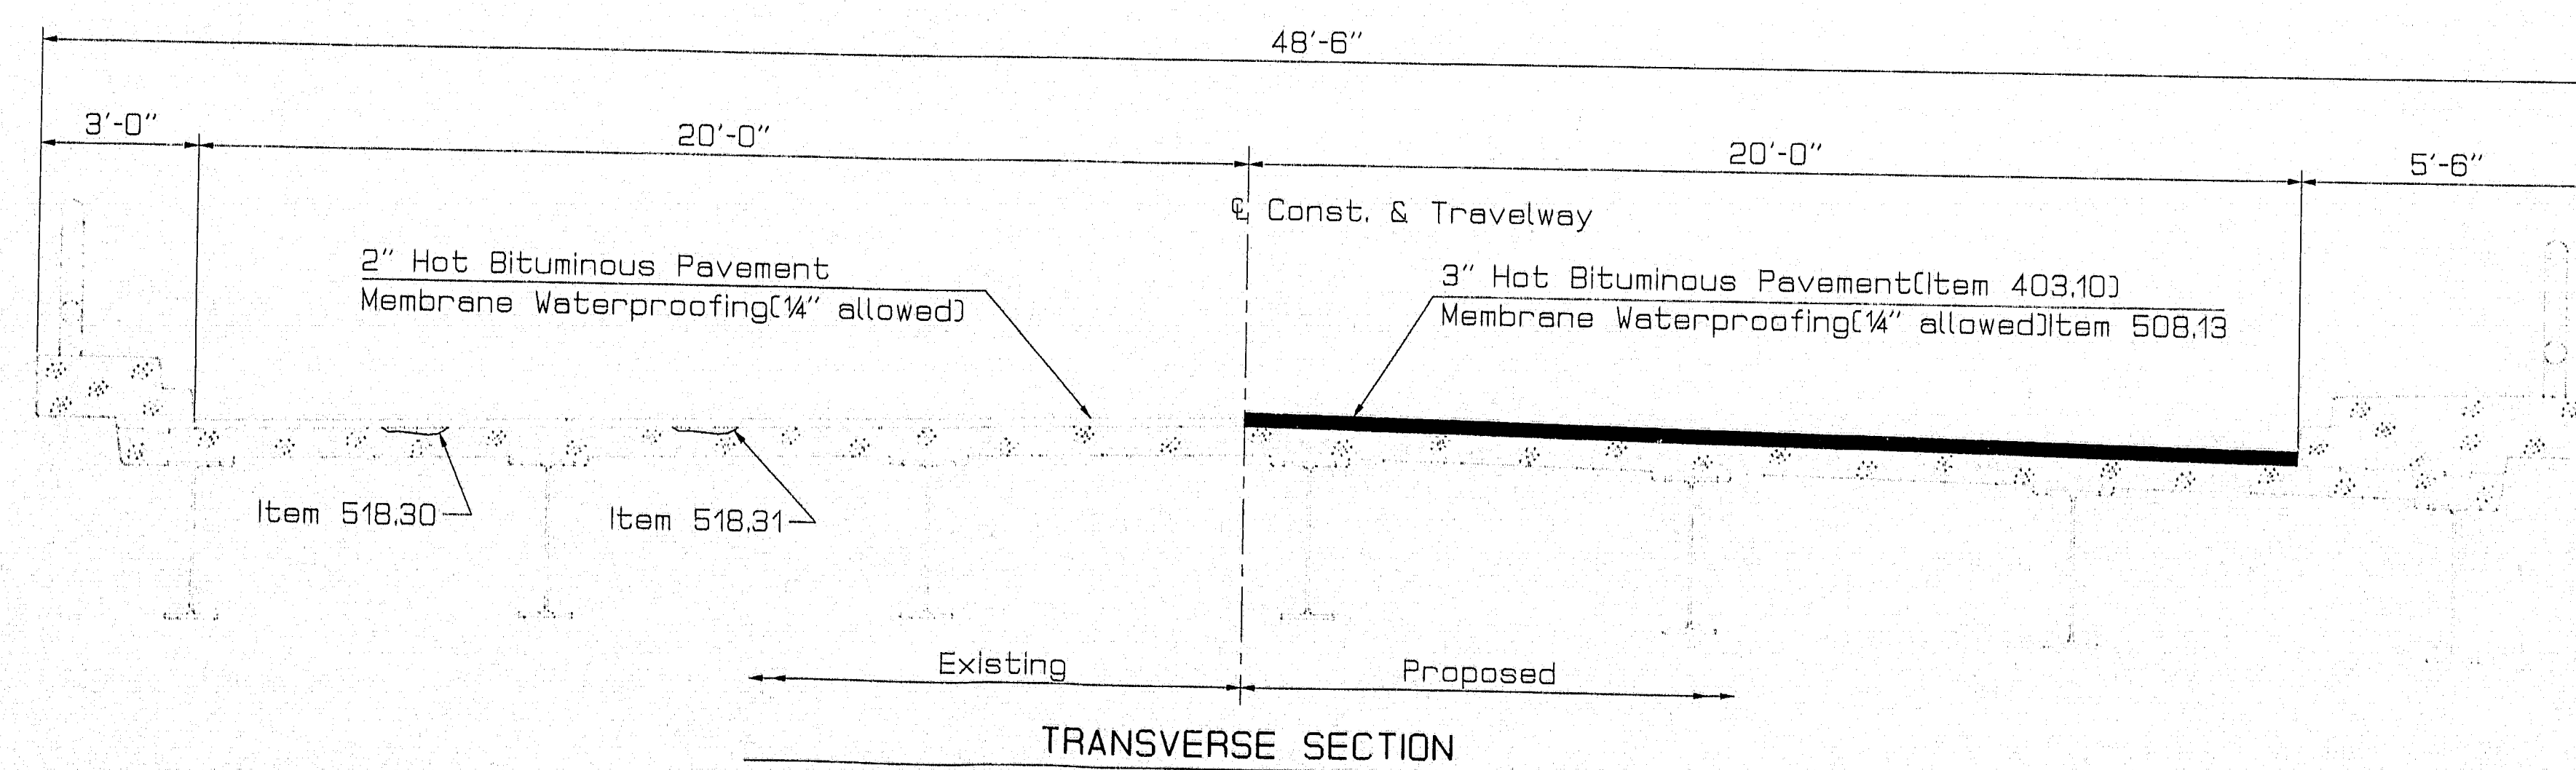 48'-6"
3'-0"
20'-0"
20'-0"
5'-6"
℄ Const. & Travelway
2" Hot Bituminous Pavement
Membrane Waterproofing(¼" allowed)
3" Hot Bituminous Pavement(Item 403.10)
Membrane Waterproofing(¼" allowed)Item 508.13
Item 518.30
Item 518.31
Existing
Proposed
TRANSVERSE SECTION